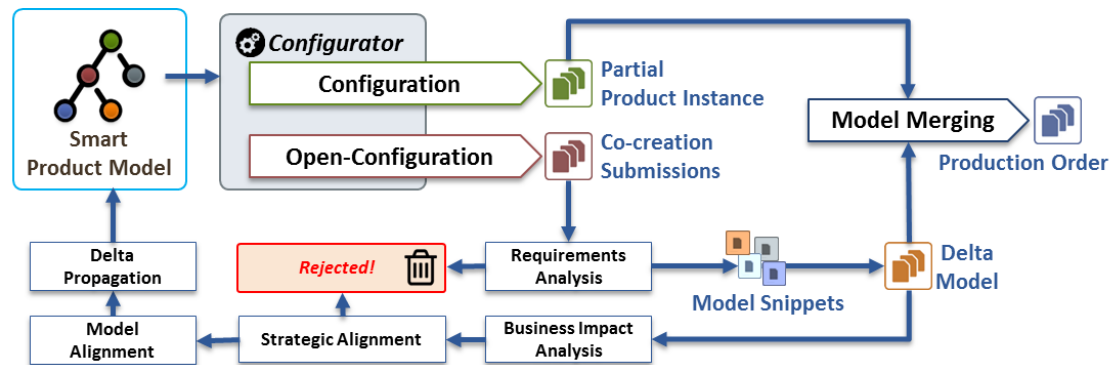 Configurator
Configuration
Partial
Product Instance
Model Merging
Smart
Product Model
Open-Configuration
Co-creation
Submissions
Production Order
Delta
Propagation
Rejected!
Requirements
Analysis
Model Snippets
Delta
Model
Model
Alignment
Strategic Alignment
Business Impact
Analysis